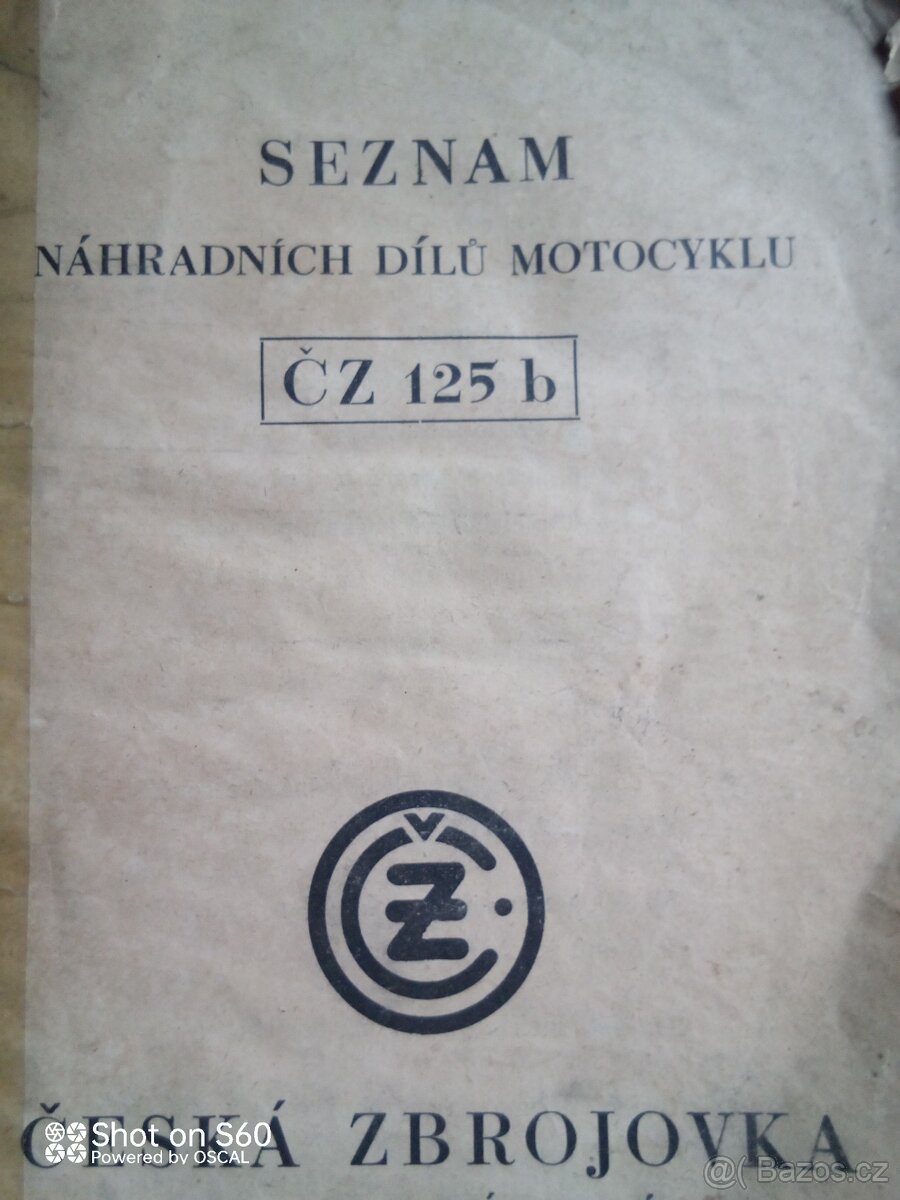 SEZNAM
NÁHRADNÍCH DÍLŮ MOTOCYKLU
ČZ 125 b
ČZ
ČESKÁ ZBROJOVKA
Shot on S60
Powered by OSCAL
@ Bazos.cz